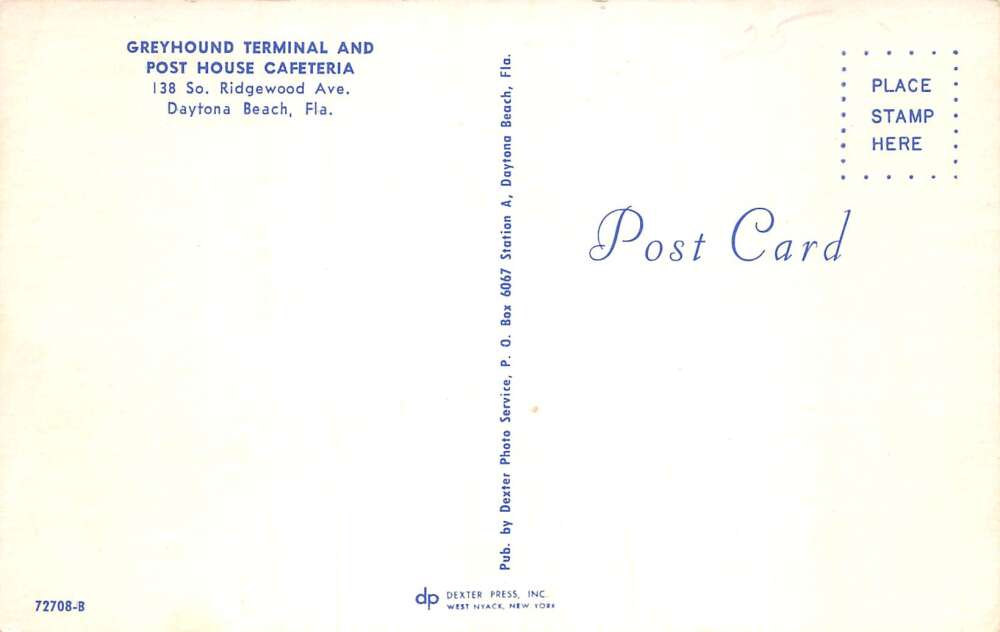 GREYHOUND TERMINAL AND
POST HOUSE CAFETERIA
138 So. Ridgewood Ave.
Daytona Beach, Fla.
Pub. by Dexter Photo Service, P. O. Box 6067 Station A, Daytona Beach, Fla.
PLACE
STAMP
HERE
Post Card
72708-B
dp DEXTER PRESS, INC.
WEST NYACK, NEW YORK